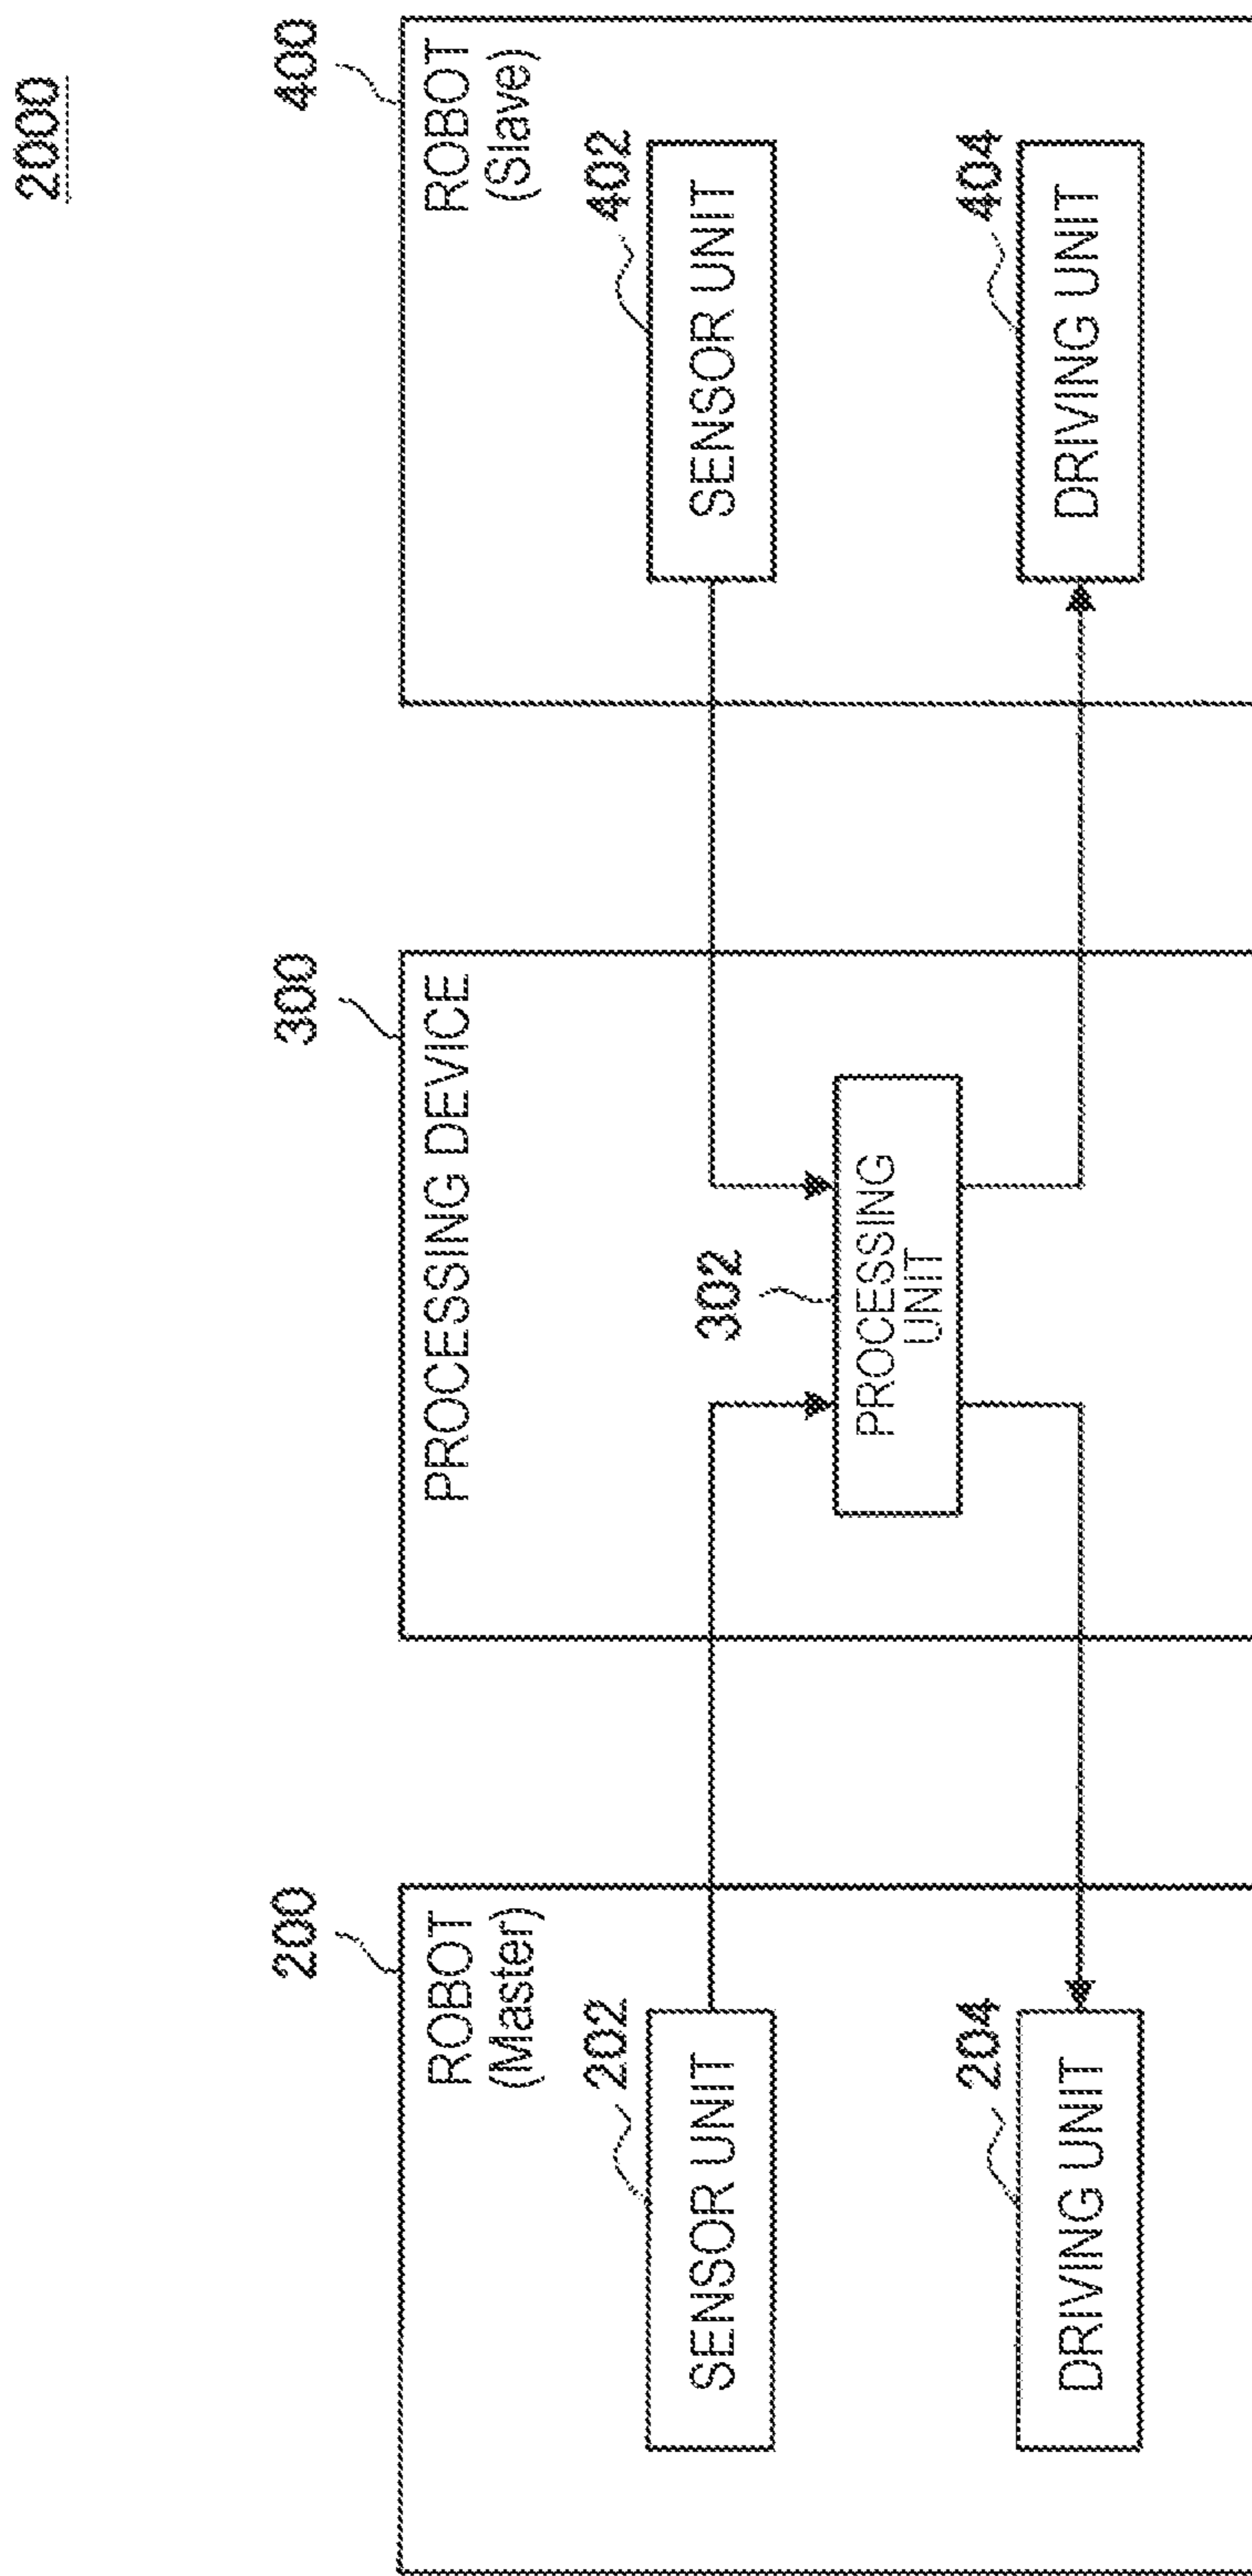 2000
200
ROBOT
(Master)
202
SENSOR UNIT
204
DRIVING UNIT
300
PROCESSING DEVICE
302
PROCESSING
UNIT
400
ROBOT
(Slave)
402
SENSOR UNIT
404
DRIVING UNIT